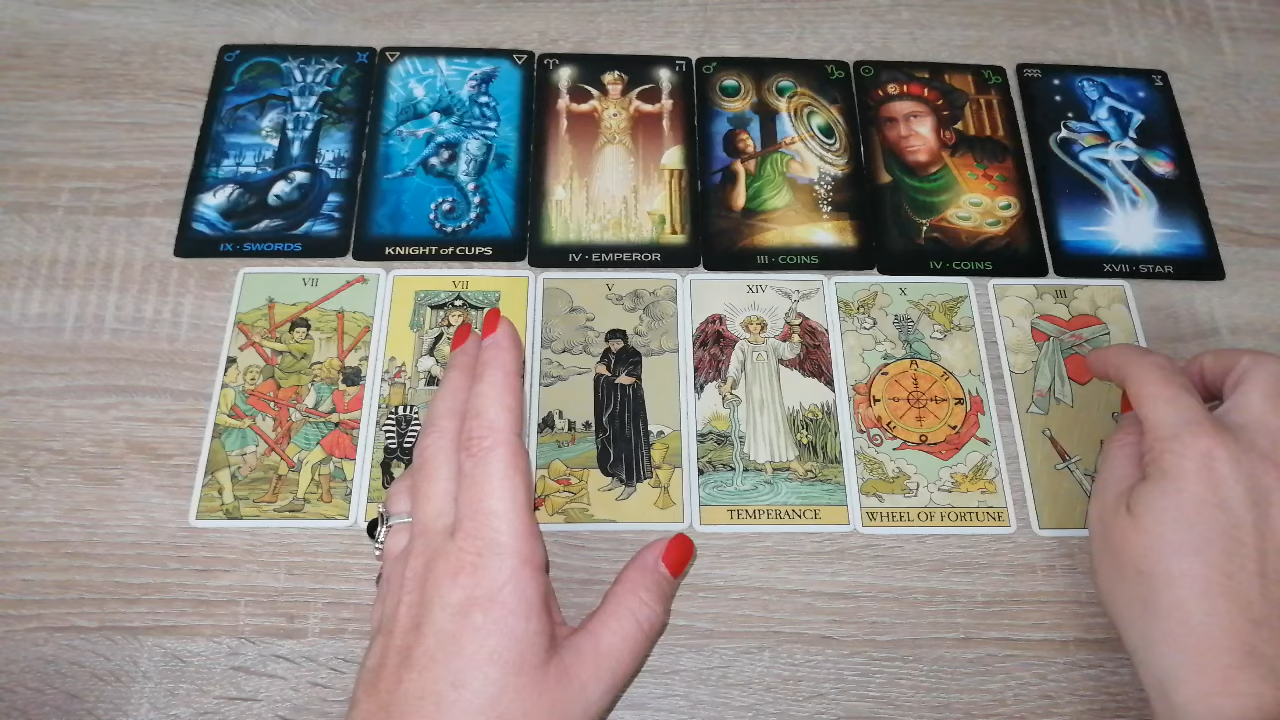 IX · SWORDS
KNIGHT of CUPS
IV · EMPEROR
III · COINS
IV · COINS
XVII · STAR
VII
VII
V
XIV
X
III
TEMPERANCE
WHEEL OF FORTUNE